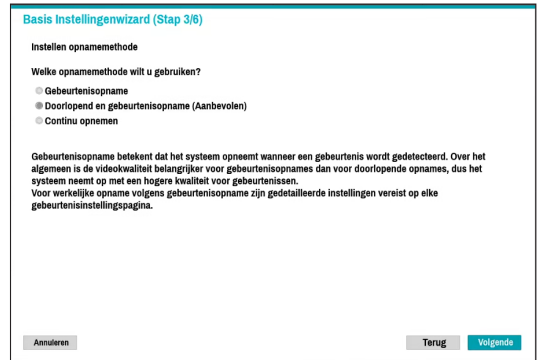 Basis Instellingenwizard (Stap 3/6)
Instellen opnamemethode
Welke opnamemethode wilt u gebruiken?
Gebeurtenisopname
Doorlopend en gebeurtenisopname (Aanbevolen)
Continu opnemen
Gebeurtenisopname betekent dat het systeem opneemt wanneer een gebeurtenis wordt gedetecteerd. Over het
algemeen is de videokwaliteit belangrijker voor gebeurtenisopnames dan voor doorlopende opnames, dus het
systeem neemt op met een hogere kwaliteit voor gebeurtenissen.
Voor werkelijke opname volgens gebeurtenisopname zijn gedetailleerde instellingen vereist op elke
gebeurtenisinstellingspagina.
Annuleren
Terug
Volgende